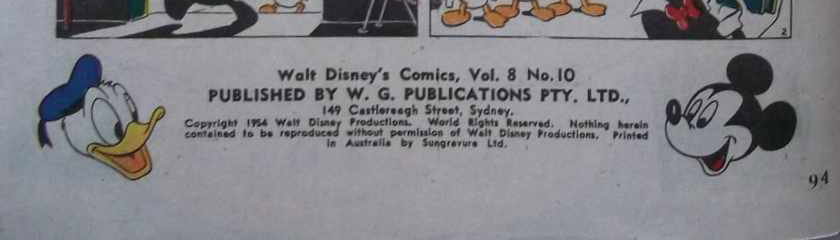 2
Walt Disney's Comics, Vol. 8 No. 10
PUBLISHED BY W. G. PUBLICATIONS PTY. LTD.,
149 Castlereagh Street, Sydney.
Copyright 1954 Walt Disney Productions. World Rights Reserved. Nothing herein
contained to be reproduced without permission of Walt Disney Productions. Printed
in Australia by Sungravure Ltd.
94